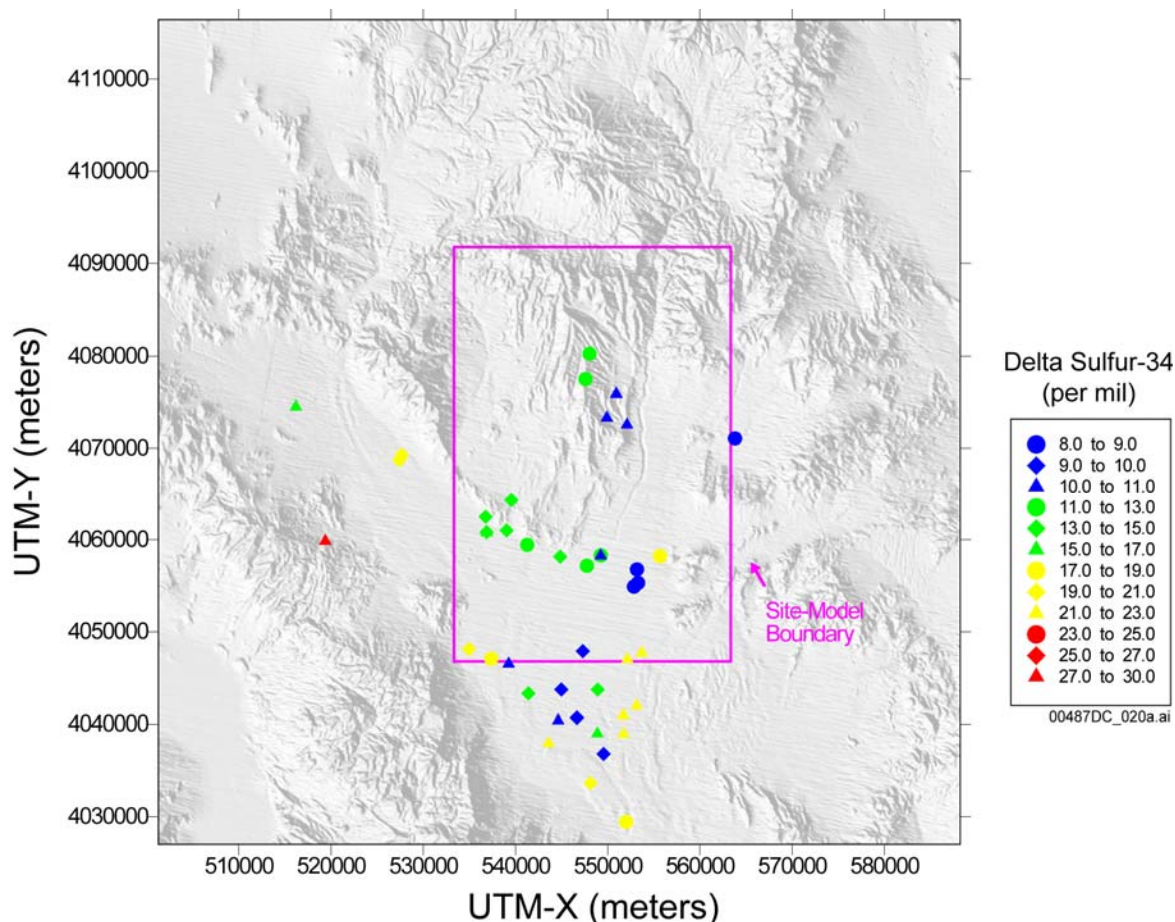 4110000
4100000
4090000
4080000
4070000
4060000
4050000
4040000
4030000
UTM-Y (meters)
510000 520000 530000 540000 550000 560000 570000 580000
UTM-X (meters)
Site-Model
Boundary
Delta Sulfur-34
(per mil)
8.0 to 9.0
9.0 to 10.0
10.0 to 11.0
11.0 to 13.0
13.0 to 15.0
15.0 to 17.0
17.0 to 19.0
19.0 to 21.0
21.0 to 23.0
23.0 to 25.0
25.0 to 27.0
27.0 to 30.0
00487DC_020a.ai